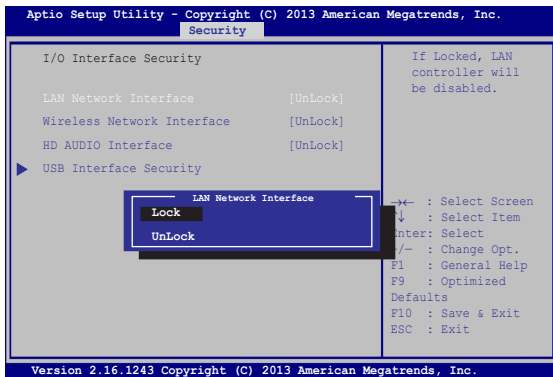 Aptio Setup Utility - Copyright (C) 2013 American Megatrends, Inc.
Security
I/O Interface Security
LAN Network Interface [UnLock]
Wireless Network Interface [UnLock]
HD AUDIO Interface [UnLock]
USB Interface Security
LAN Network Interface
Lock
UnLock
If Locked, LAN
controller will
be disabled.
→← : Select Screen
↑↓ : Select Item
Enter: Select
+/— : Change Opt.
F1 : General Help
F9 : Optimized
Defaults
F10 : Save & Exit
ESC : Exit
Version 2.16.1243 Copyright (C) 2013 American Megatrends, Inc.